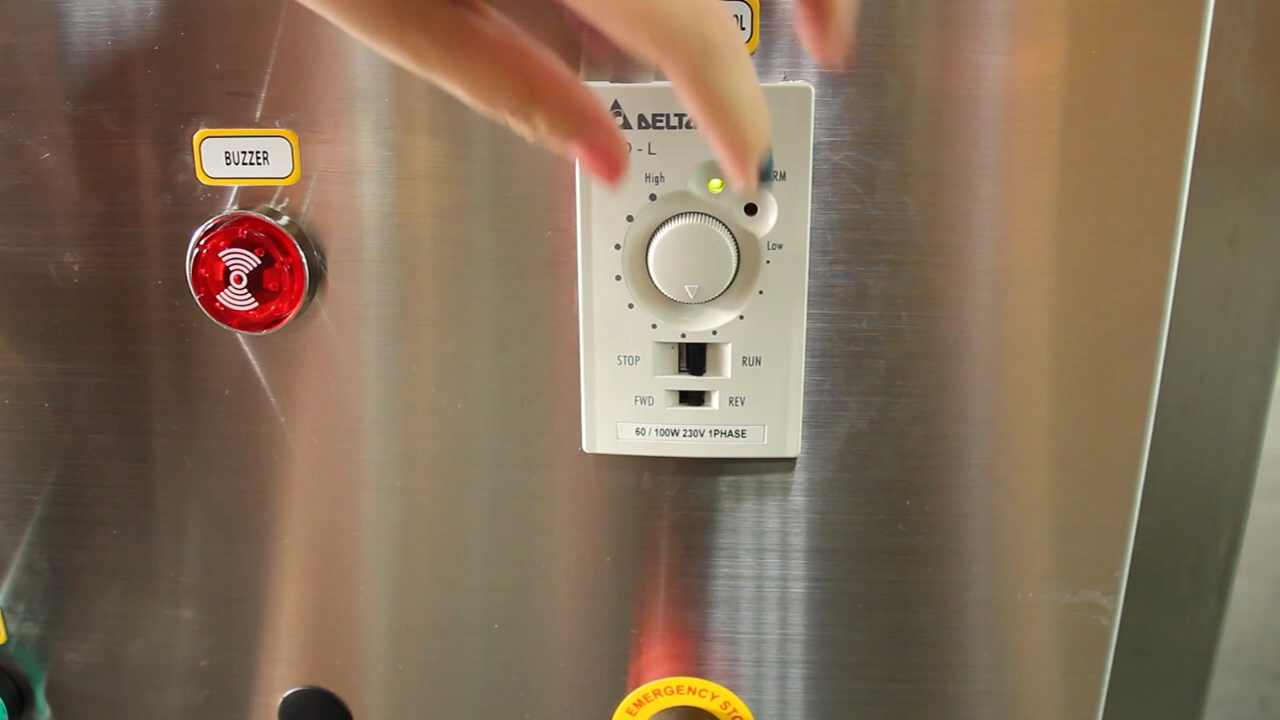 BUZZER
DELTA
- L
High
Low
STOP
RUN
FWD
REV
60 / 100W 230V 1PHASE
EMERGENCY